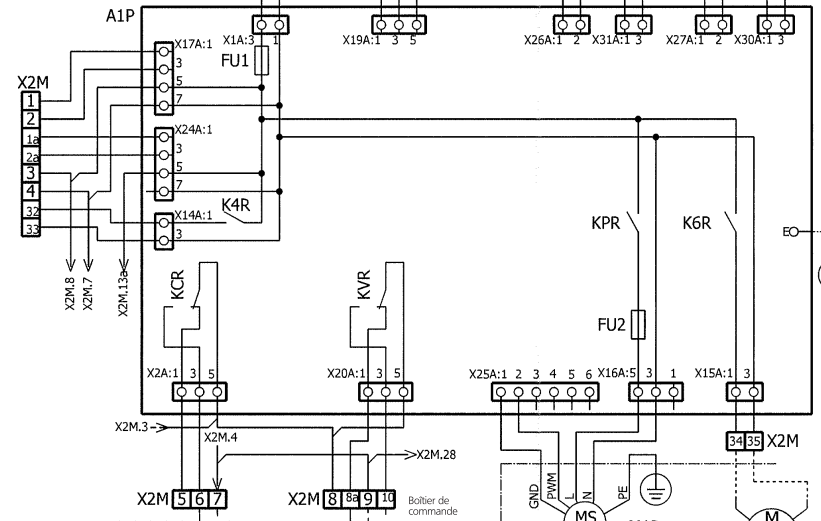 A1P
X17A:1
X1A:3 1
X19A:1 3 5
X26A:1 2
X31A:1 3
X27A:1 2
X30A:1 3
FU1
3
X2M
5
1
7
2
X24A:1
1a
3
2a
5
3
7
4
K4R
32
X14A:1
KPR
K6R
33
3
E
X2M.8
X2M.7
X2M.13a
KCR
KVR
FU2
X2A:1 3 5
X20A:1 3 5
X25A:1 2 3 4 5 6
X16A:5 3 1
X15A:1 3
X2M.3
X2M.4
34 35 X2M
X2M.28
GND
PWM
L
N
PE
X2M 5 6 7
X2M 8 8a 9 10
Boîtier de
commande
MS
M